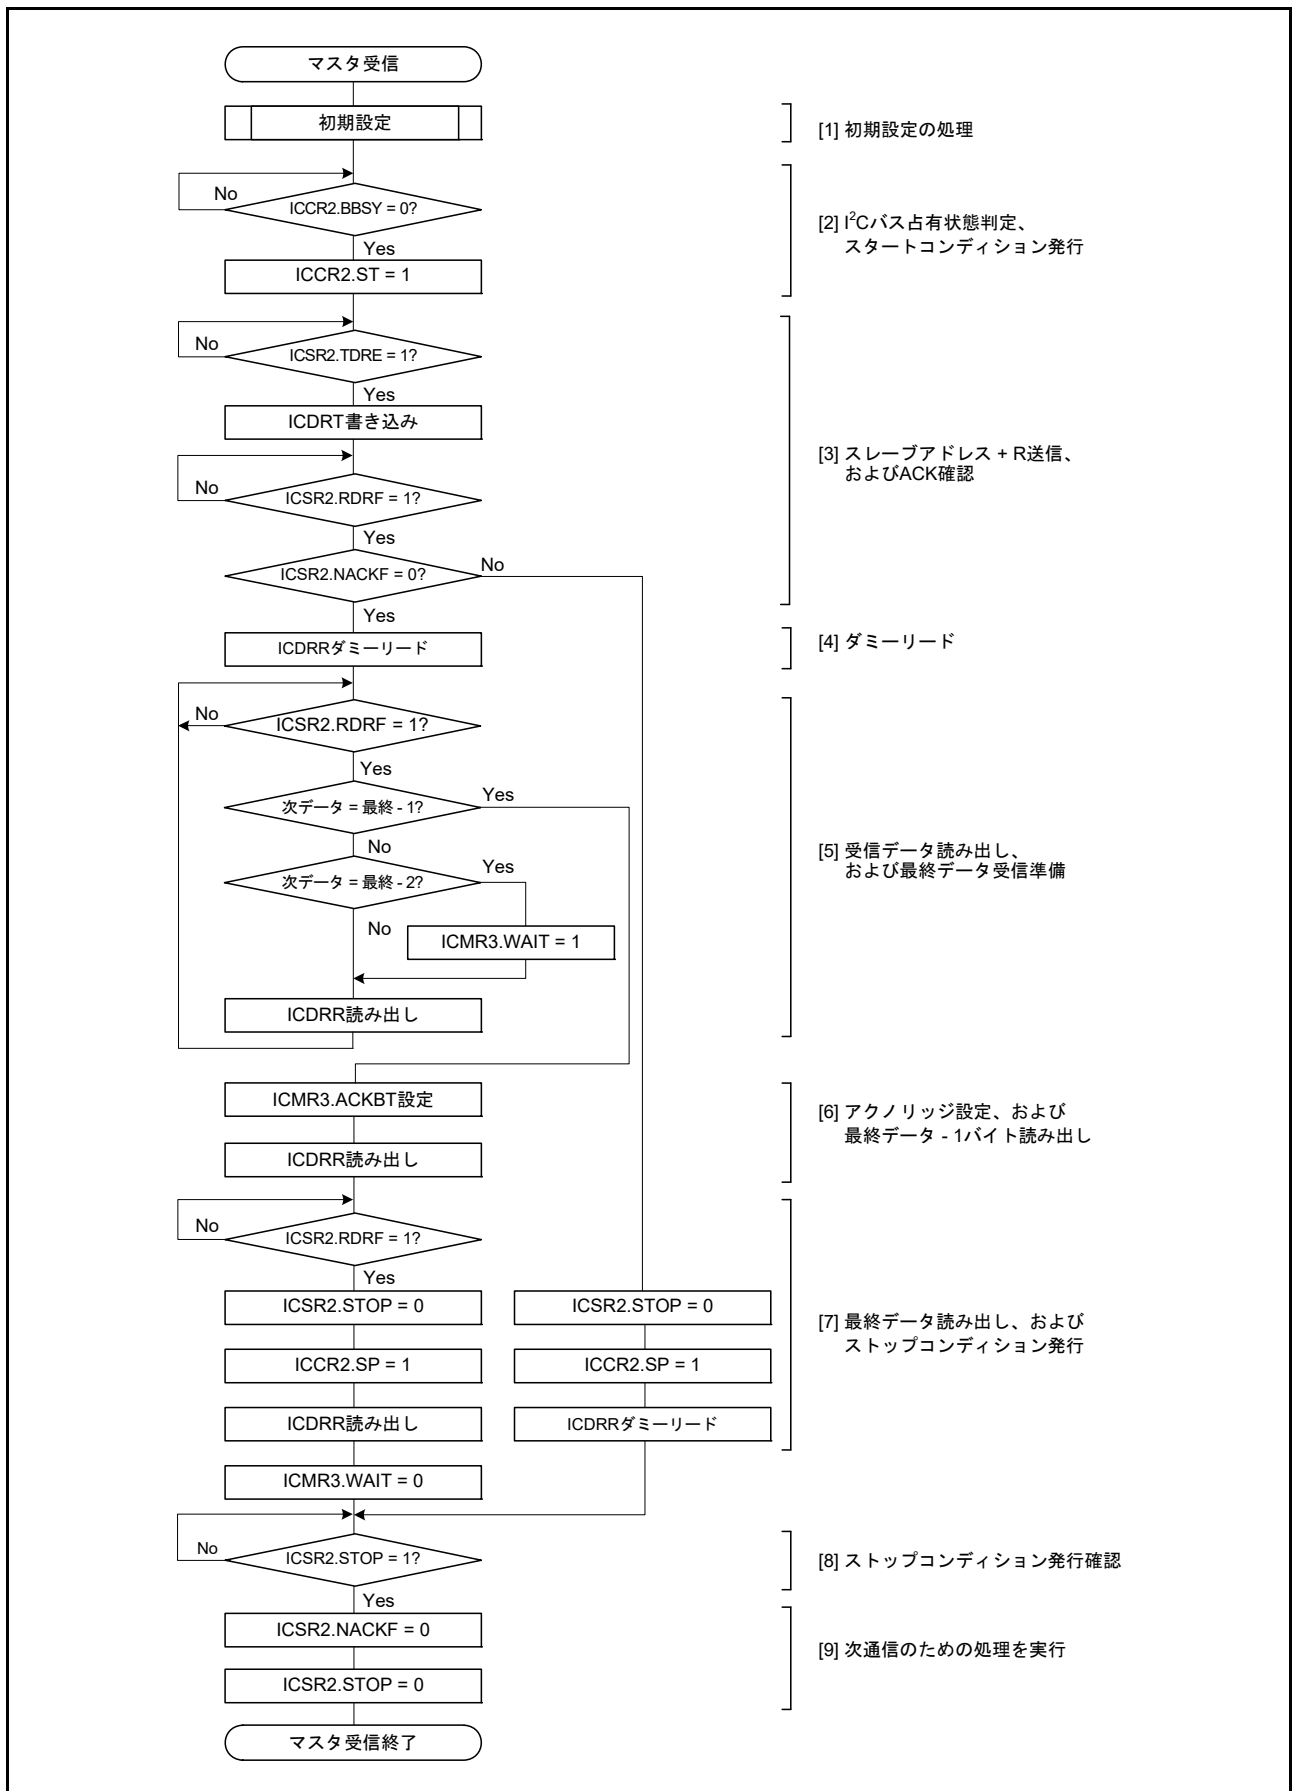 マスタ受信
初期設定
[1] 初期設定の処理
No
ICCR2.BBSY = 0?
Yes
ICCR2.ST = 1
[2] I²Cバス占有状態判定、
スタートコンディション発行
No
ICSR2.TDRE = 1?
Yes
ICDRT書き込み
No
ICSR2.RDRF = 1?
Yes
ICSR2.NACKF = 0?
No
Yes
[3] スレーブアドレス + R送信、
およびACK確認
ICDRRダミーリード
[4] ダミーリード
No
ICSR2.RDRF = 1?
Yes
次データ = 最終 - 1?
Yes
No
次データ = 最終 - 2?
Yes
No
ICMR3.WAIT = 1
ICDRR読み出し
[5] 受信データ読み出し、
および最終データ受信準備
ICMR3.ACKBT設定
ICDRR読み出し
[6] アクノリッジ設定、および
最終データ - 1バイト読み出し
No
ICSR2.RDRF = 1?
Yes
ICSR2.STOP = 0
ICCR2.SP = 1
ICDRR読み出し
ICMR3.WAIT = 0
ICSR2.STOP = 0
ICCR2.SP = 1
ICDRRダミーリード
[7] 最終データ読み出し、および
ストップコンディション発行
No
ICSR2.STOP = 1?
Yes
[8] ストップコンディション発行確認
ICSR2.NACKF = 0
ICSR2.STOP = 0
[9] 次通信のための処理を実行
マスタ受信終了